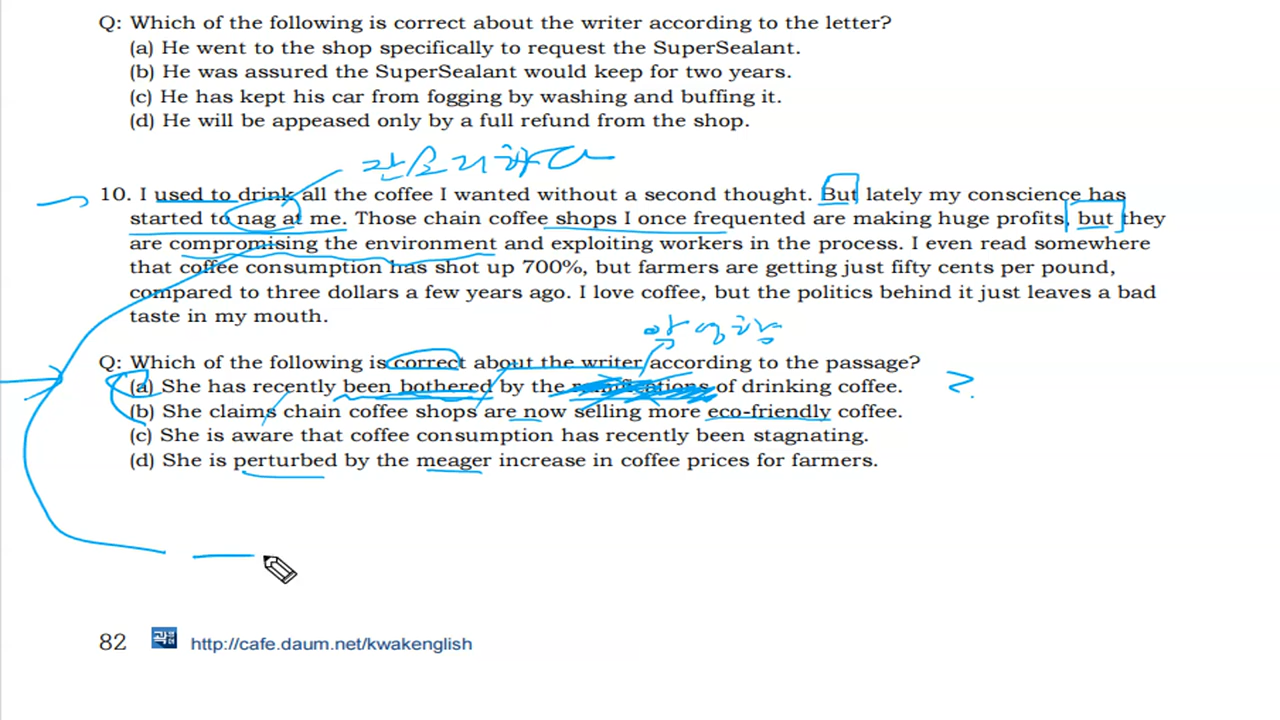 Q: Which of the following is correct about the writer according to the letter?
(a) He went to the shop specifically to request the SuperSealant.
(b) He was assured the SuperSealant would keep for two years.
(c) He has kept his car from fogging by washing and buffing it.
(d) He will be appeased only by a full refund from the shop.
10. I used to drink all the coffee I wanted without a second thought. But lately my conscience has
started to nag at me. Those chain coffee shops I once frequented are making huge profits, but they
are compromising the environment and exploiting workers in the process. I even read somewhere
that coffee consumption has shot up 700%, but farmers are getting just fifty cents per pound,
compared to three dollars a few years ago. I love coffee, but the politics behind it just leaves a bad
taste in my mouth.
Q: Which of the following is correct about the writer according to the passage?
(a) She has recently been bothered by the of drinking coffee.
?
(b) She claims chain coffee shops are now selling more eco-friendly coffee.
(c) She is aware that coffee consumption has recently been stagnating.
(d) She is perturbed by the meager increase in coffee prices for farmers.
82
http://cafe.daum.net/kwakenglish